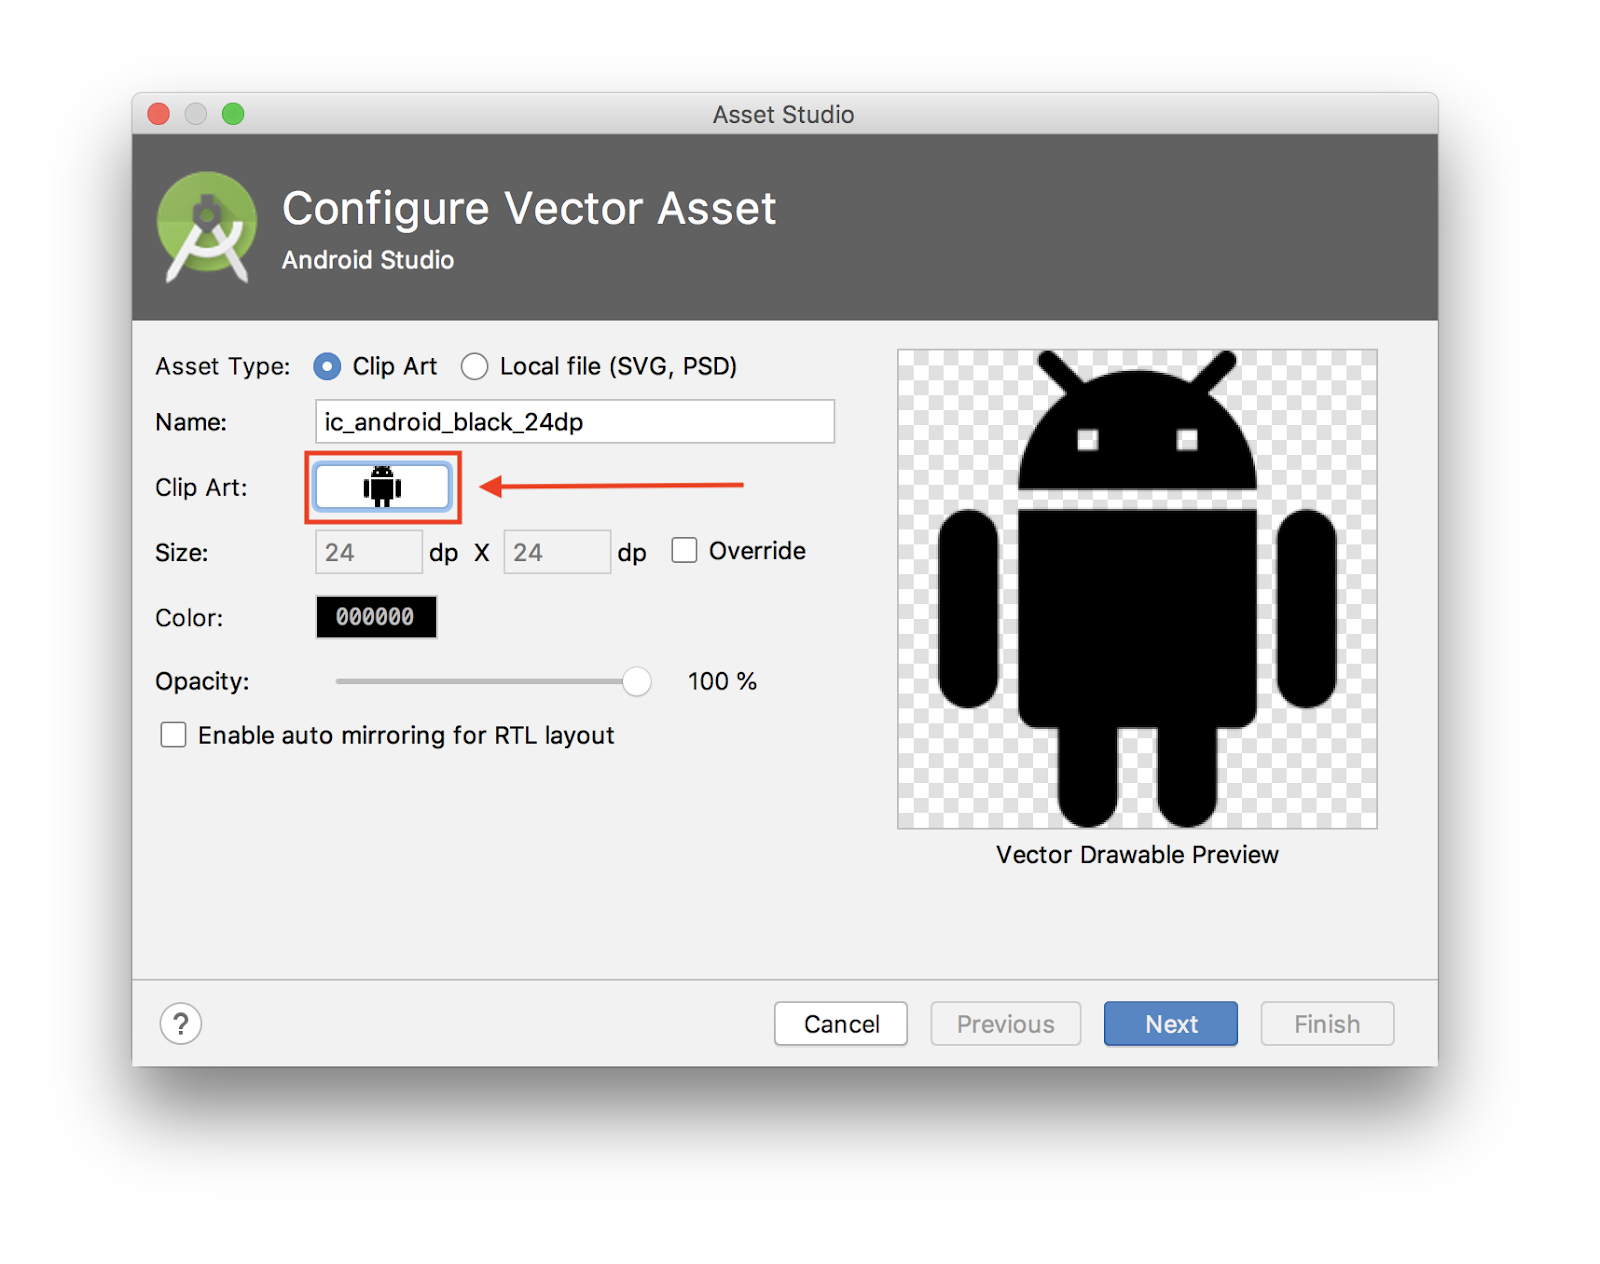 Asset Studio
Configure Vector Asset
Android Studio
Asset Type: Clip Art Local file (SVG, PSD)
Name: ic_android_black_24dp
Clip Art:
Size: 24 dp X 24 dp Override
Color: 000000
Opacity: 100 %
Enable auto mirroring for RTL layout
Vector Drawable Preview
? Cancel Previous Next Finish